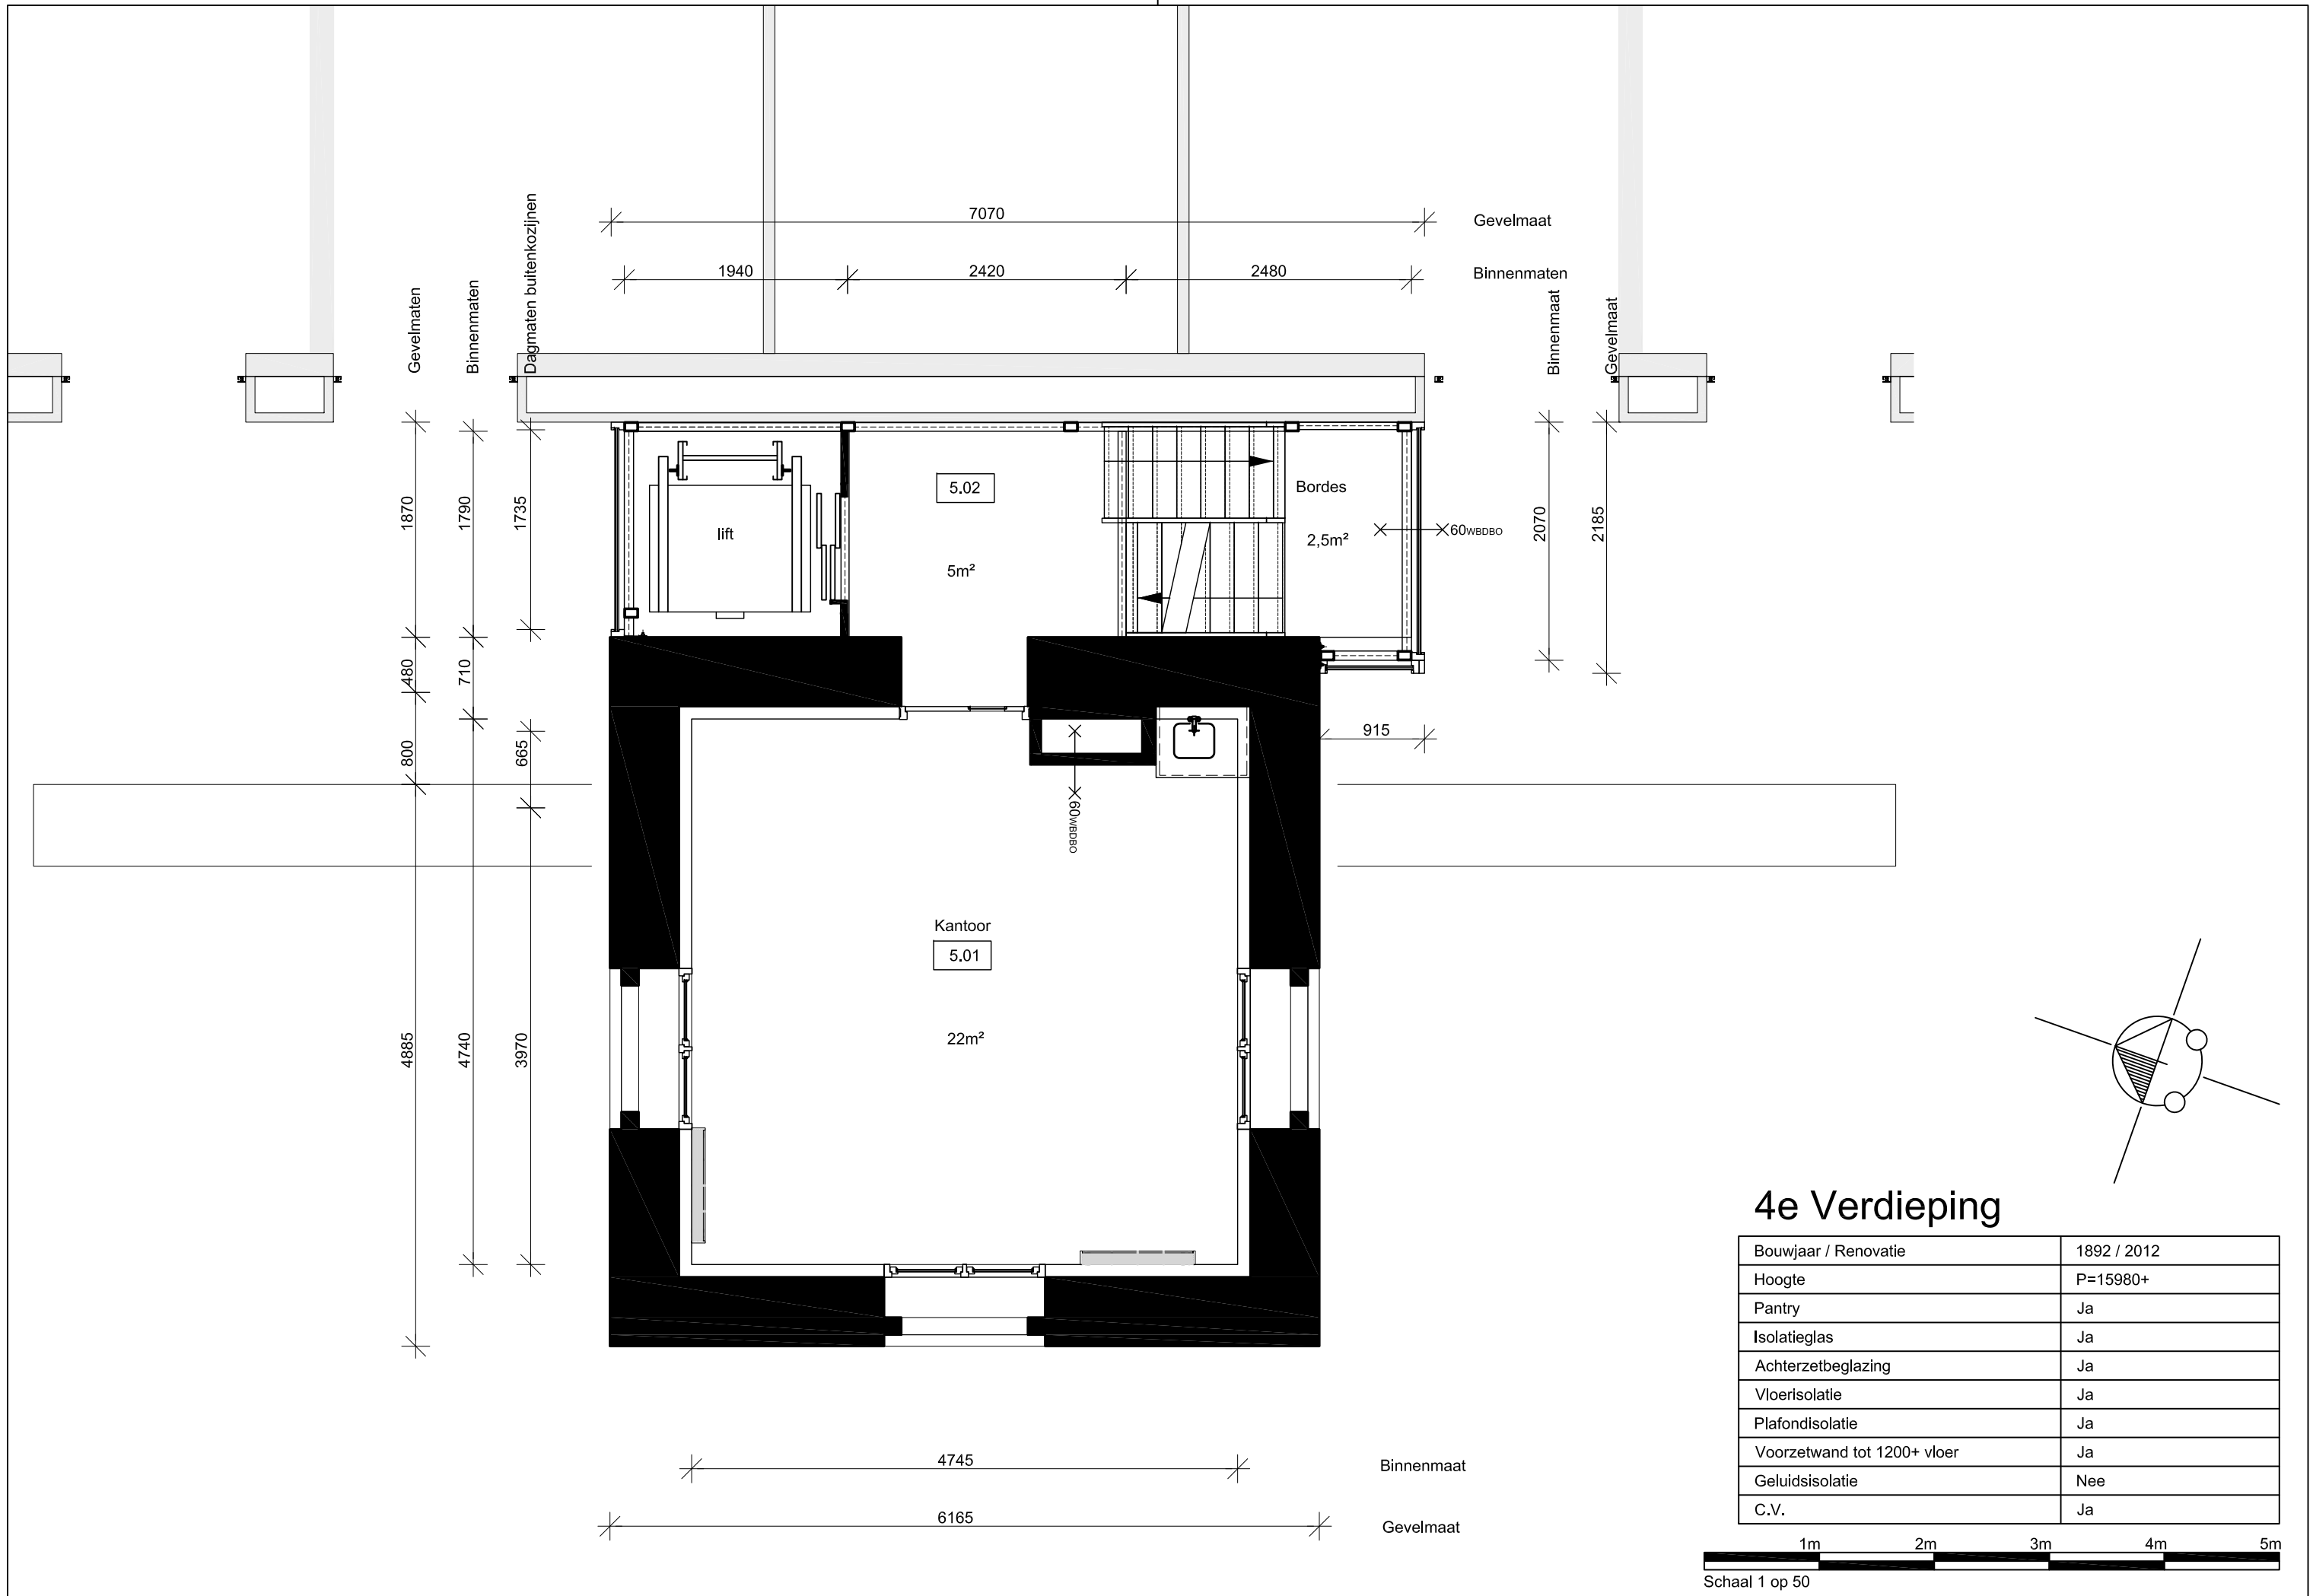 7070
Gevelmaat
1940
2420
2480
Binnenmaten
Gevelmaten
Binnenmaten
Dagmaten buitenkozijnen
Binnenmaat
Gevelmaat
1870
1790
1735
lift
5.02
5m²
Bordes
2,5m²
60WBDBO
2070
2185
480
710
800
665
915
60WBDBO
Kantoor
5.01
22m²
4885
4740
3970
4745
Binnenmaat
6165
Gevelmaat
4e Verdieping
Bouwjaar / Renovatie 1892 / 2012
Hoogte P=15980+
Pantry Ja
Isolatieglas Ja
Achterzetbeglazing Ja
Vloerisolatie Ja
Plafondisolatie Ja
Voorzetwand tot 1200+ vloer Ja
Geluidsisolatie Nee
C.V. Ja
1m 2m 3m 4m 5m
Schaal 1 op 50